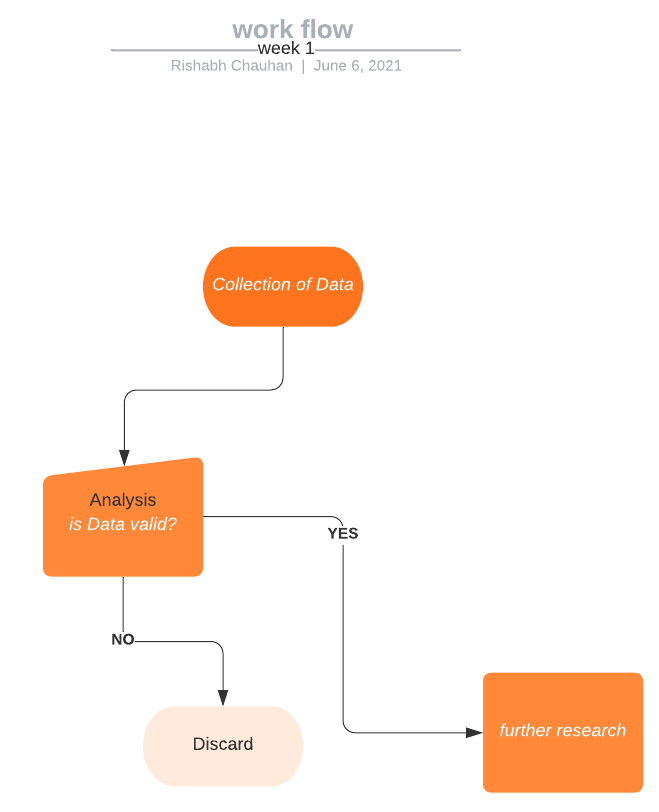 work flow
week 1
Rishabh Chauhan | June 6, 2021
Collection of Data
Analysis
is Data valid?
YES
NO
further research
Discard